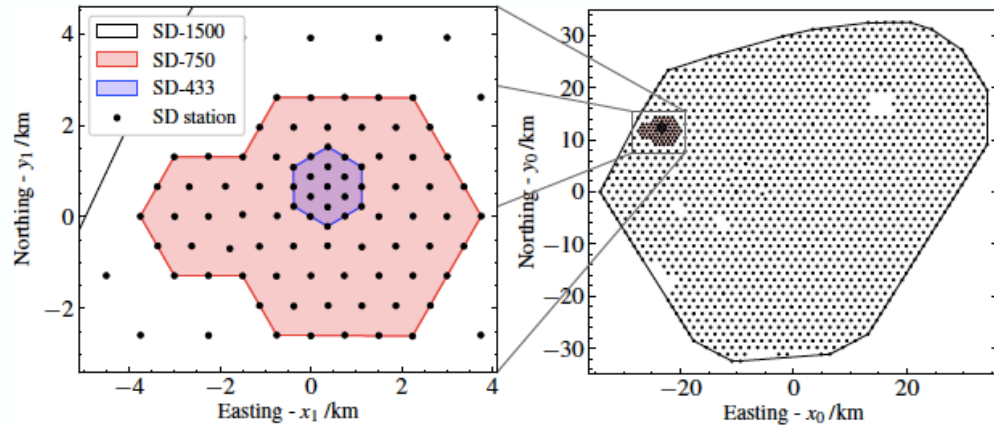 SD-1500
SD-750
SD-433
SD station
4
2
0
−2
−4
−2
0
2
4
Northing - y₁ /km
Easting - x₁ /km
30
20
10
0
−10
−20
−30
−20
0
20
Northing - y₀ /km
Easting - x₀ /km